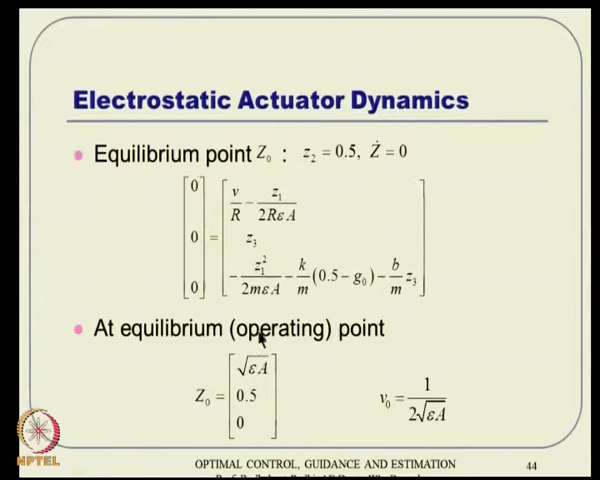 Electrostatic Actuator Dynamics
Equilibrium point Z₀ : z₂ = 0.5, Ż = 0
[0 0 0] = [v/R − z₁/(2RεA) ; z₃ ; −z₁²/(2mεA) − k/m (0.5 − g₀) − b/m z₃]
At equilibrium (operating) point
Z₀ = [√εA ; 0.5 ; 0] v₀ = 1/(2√εA)
NPTEL
OPTIMAL CONTROL, GUIDANCE AND ESTIMATION 44